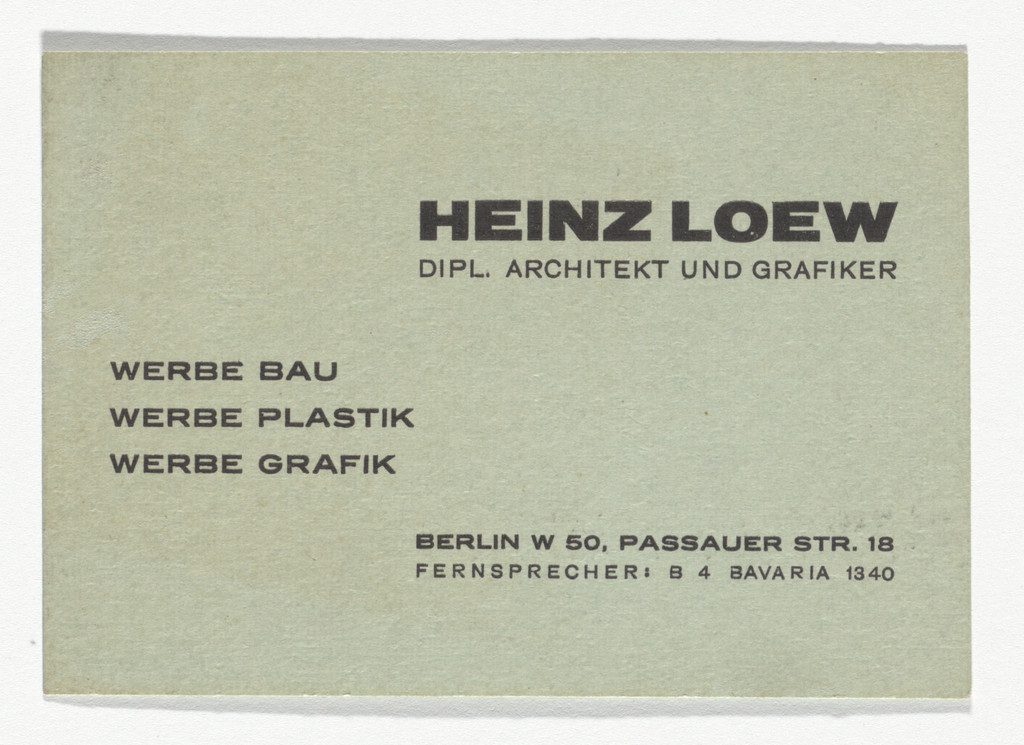 HEINZ LOEW
DIPL. ARCHITEKT UND GRAFIKER
WERBE BAU
WERBE PLASTIK
WERBE GRAFIK
BERLIN W 50, PASSAUER STR. 18
FERNSPRECHER: B 4 BAVARIA 1340